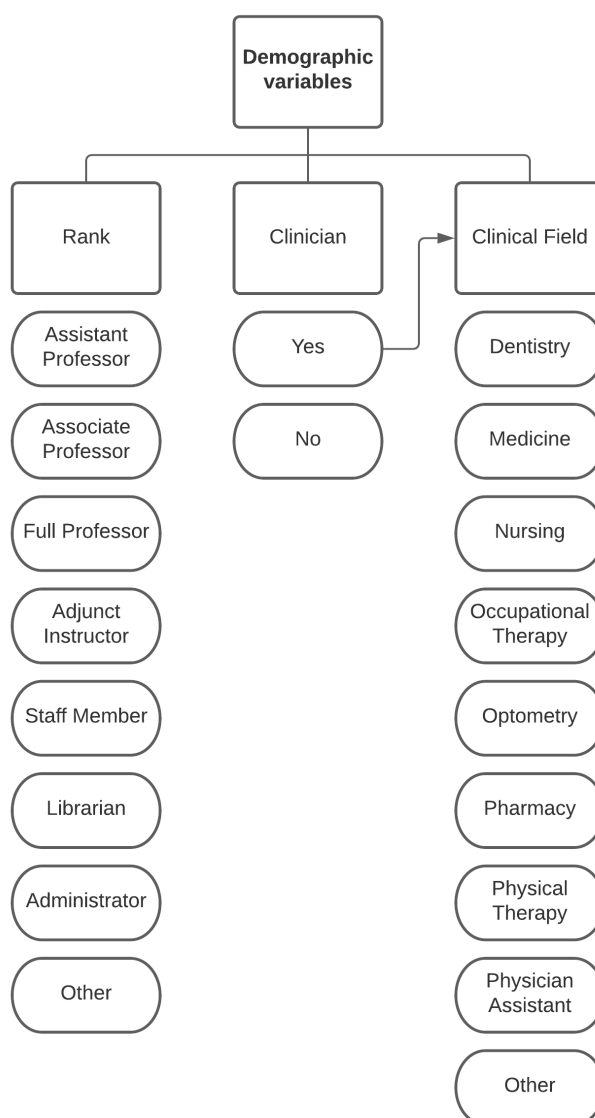 Demographic
variables
Rank
Clinician
Clinical Field
Assistant
Professor
Yes
Dentistry
Associate
Professor
No
Medicine
Full Professor
Nursing
Adjunct
Instructor
Occupational
Therapy
Staff Member
Optometry
Librarian
Pharmacy
Administrator
Physical
Therapy
Other
Physician
Assistant
Other